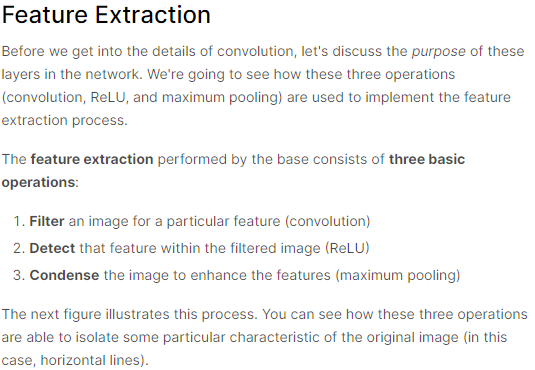 Feature Extraction
Before we get into the details of convolution, let's discuss the purpose of these
layers in the network. We're going to see how these three operations
(convolution, ReLU, and maximum pooling) are used to implement the feature
extraction process.
The feature extraction performed by the base consists of three basic
operations:
1. Filter an image for a particular feature (convolution)
2. Detect that feature within the filtered image (ReLU)
3. Condense the image to enhance the features (maximum pooling)
The next figure illustrates this process. You can see how these three operations
are able to isolate some particular characteristic of the original image (in this
case, horizontal lines).